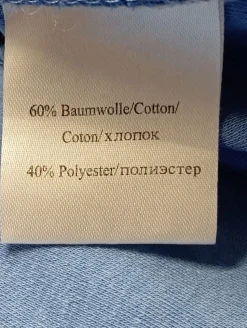 60% Baumwolle/Cotton/
Coton/хлопок
40% Polyester/полиэстер